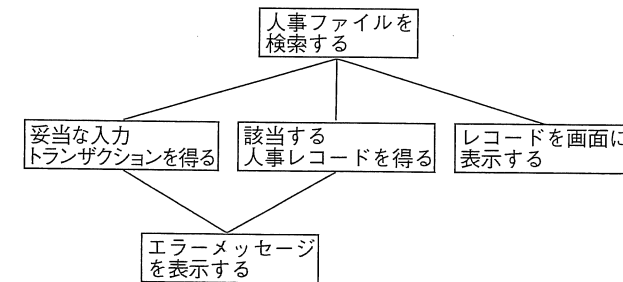 人事ファイルを
検索する
妥当な入力
トランザクションを得る
該当する
人事レコードを得る
レコードを画面に
表示する
エラーメッセージ
を表示する